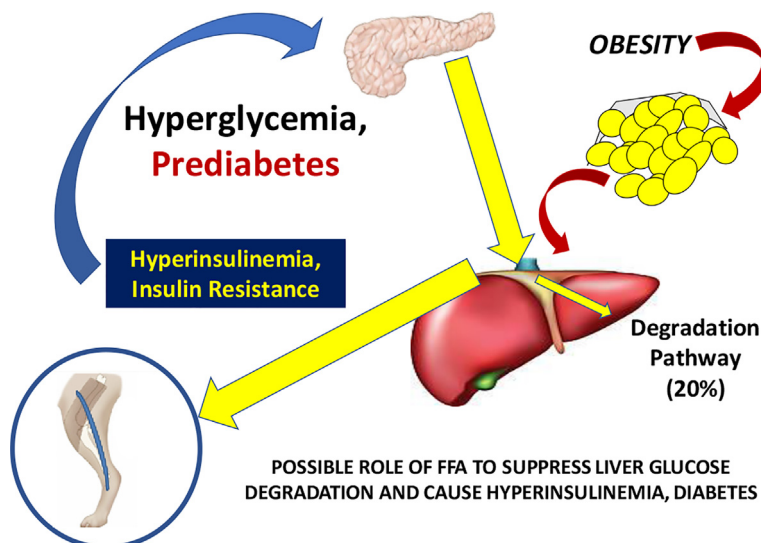 OBESITY
Hyperglycemia,
Prediabetes
Hyperinsulinemia,
Insulin Resistance
Degradation
Pathway
(20%)
POSSIBLE ROLE OF FFA TO SUPPRESS LIVER GLUCOSE
DEGRADATION AND CAUSE HYPERINSULINEMIA, DIABETES